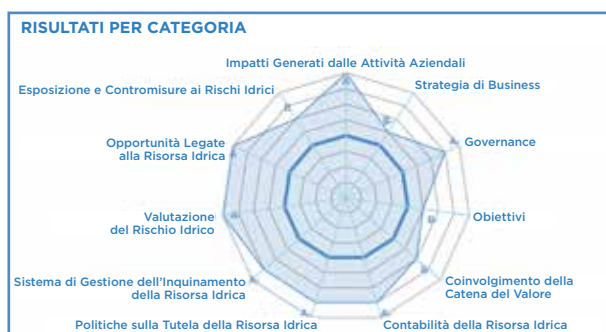 RISULTATI PER CATEGORIA
Impatti Generati dalle Attività Aziendali
Esposizione e Contromisure ai Rischi Idrici
Strategia di Business
Opportunità Legate
alla Risorsa Idrica
Governance
Valutazione
del Rischio Idrico
Obiettivi
Sistema di Gestione dell'Inquinamento
della Risorsa Idrica
Coinvolgimento della
Catena del Valore
Politiche sulla Tutela della Risorsa Idrica
Contabilità della Risorsa Idrica